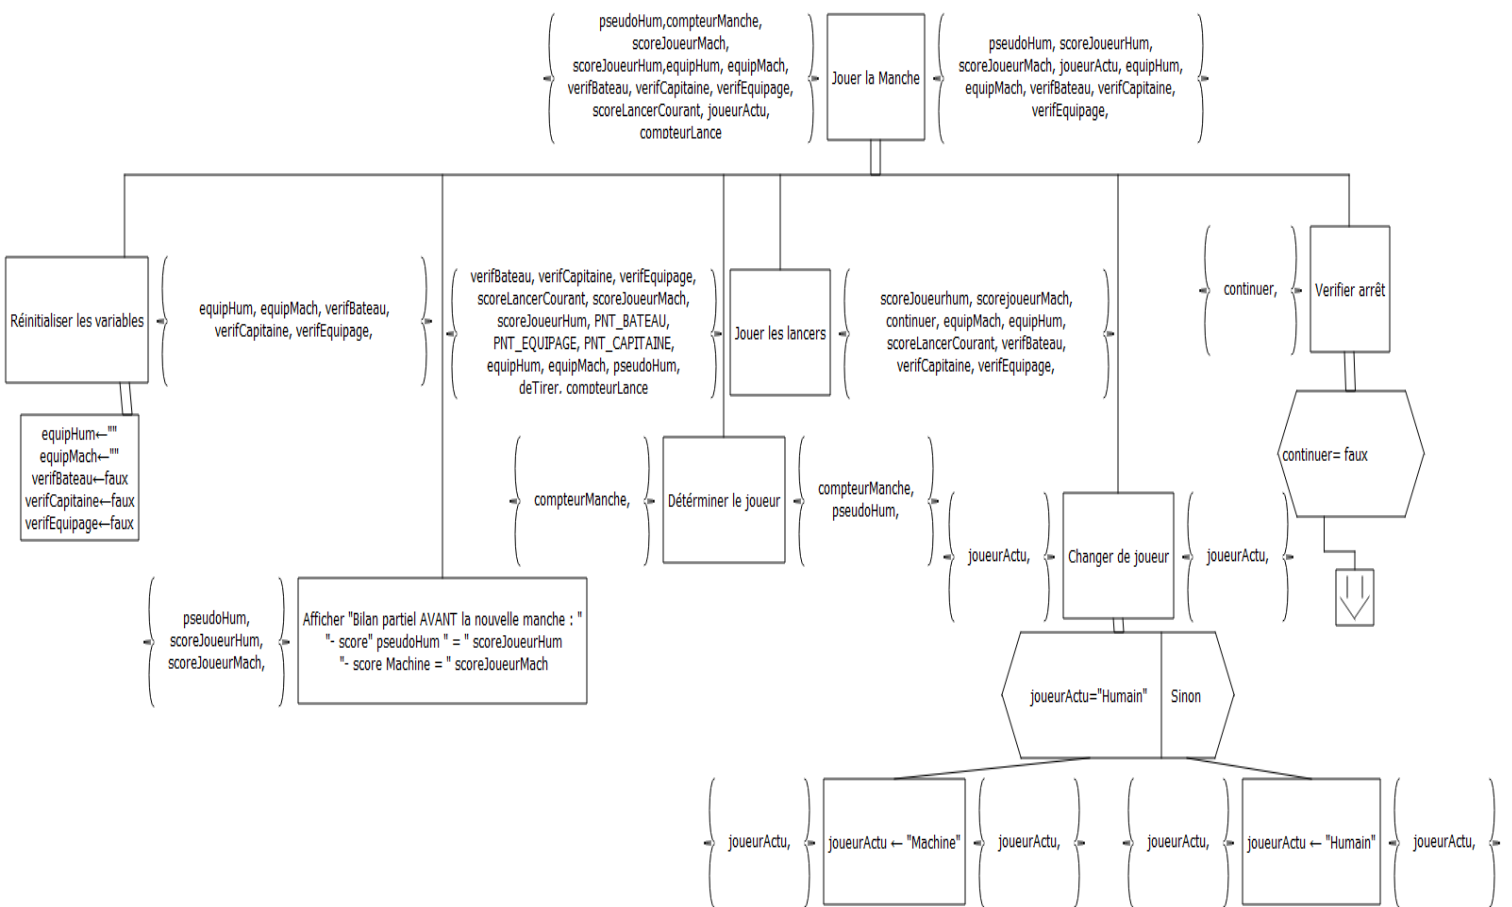 pseudoHum,compteurManche,
scoreJoueurMach,
scoreJoueurHum,equipHum, equipMach,
verifBateau, verifCapitaine, verifEquipage,
scoreLancerCourant, joueurActu,
compteurLance
Jouer la Manche
pseudoHum, scoreJoueurHum,
scoreJoueurMach, joueurActu, equipHum,
equipMach, verifBateau, verifCapitaine,
verifEquipage,
Réinitialiser les variables
equipHum, equipMach, verifBateau,
verifCapitaine, verifEquipage,
verifBateau, verifCapitaine, verifEquipage,
scoreLancerCourant, scoreJoueurMach,
scoreJoueurHum, PNT_BATEAU,
PNT_EQUIPAGE, PNT_CAPITAINE,
equipHum, equipMach, pseudoHum,
deTirer, compteurLance
Jouer les lancers
scoreJoueurhum, scorejoueurMach,
continuer, equipMach, equipHum,
scoreLancerCourant, verifBateau,
verifCapitaine, verifEquipage,
continuer,
Verifier arrêt
equipHum←""
equipMach←""
verifBateau←faux
verifCapitaine←faux
verifEquipage←faux
continuer= faux
compteurManche,
Détérminer le joueur
compteurManche,
pseudoHum,
joueurActu,
Changer de joueur
joueurActu,
pseudoHum,
scoreJoueurHum,
scoreJoueurMach,
Afficher "Bilan partiel AVANT la nouvelle manche : "
"- score" pseudoHum " = " scoreJoueurHum
"- score Machine = " scoreJoueurMach
joueurActu="Humain"
Sinon
joueurActu,
joueurActu ← "Machine"
joueurActu,
joueurActu,
joueurActu ← "Humain"
joueurActu,